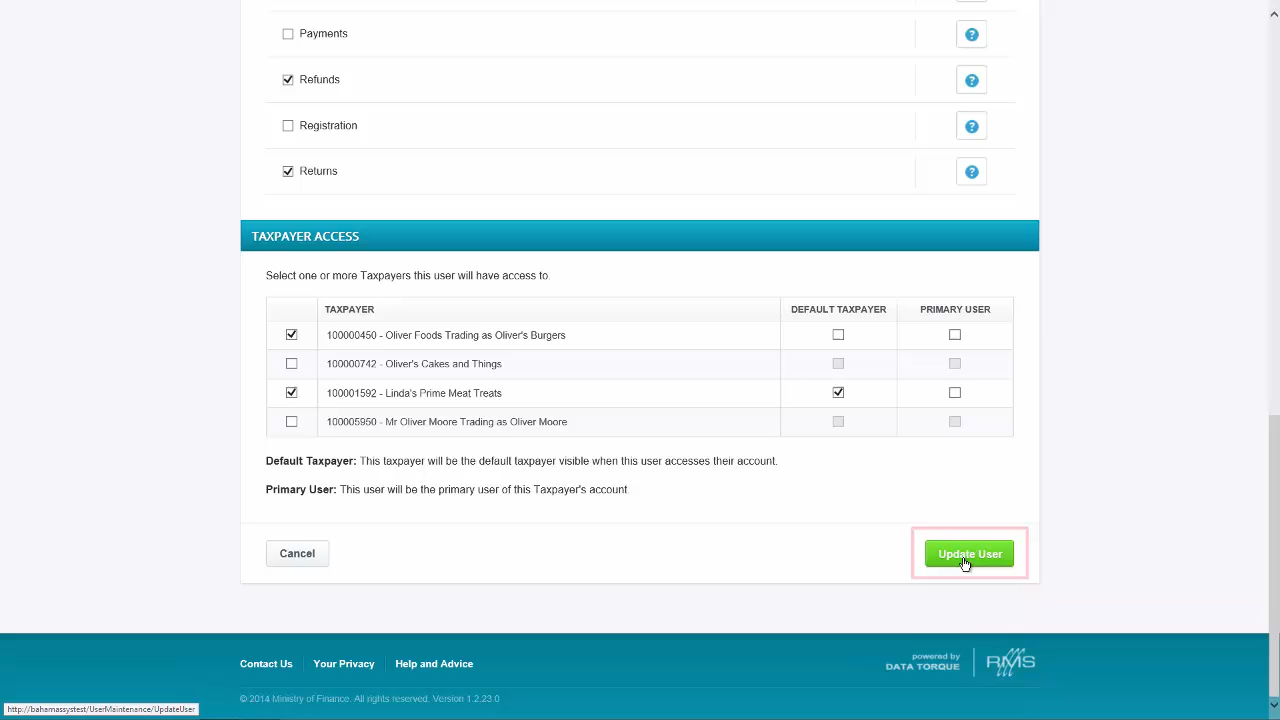 Payments
Refunds
Registration
Returns
TAXPAYER ACCESS
Select one or more Taxpayers this user will have access to.
TAXPAYER DEFAULT TAXPAYER PRIMARY USER
100000450 - Oliver Foods Trading as Oliver's Burgers
100000742 - Oliver's Cakes and Things
100001592 - Linda's Prime Meat Treats
100005950 - Mr Oliver Moore Trading as Oliver Moore
Default Taxpayer: This taxpayer will be the default taxpayer visible when this user accesses their account.
Primary User: This user will be the primary user of this Taxpayer's account.
Cancel Update User
Contact Us Your Privacy Help and Advice
powered by
DATA TORQUE RMS
© 2014 Ministry of Finance. All rights reserved. Version 1.2.23.0
http://bahamassystest/UserMaintenance/UpdateUser